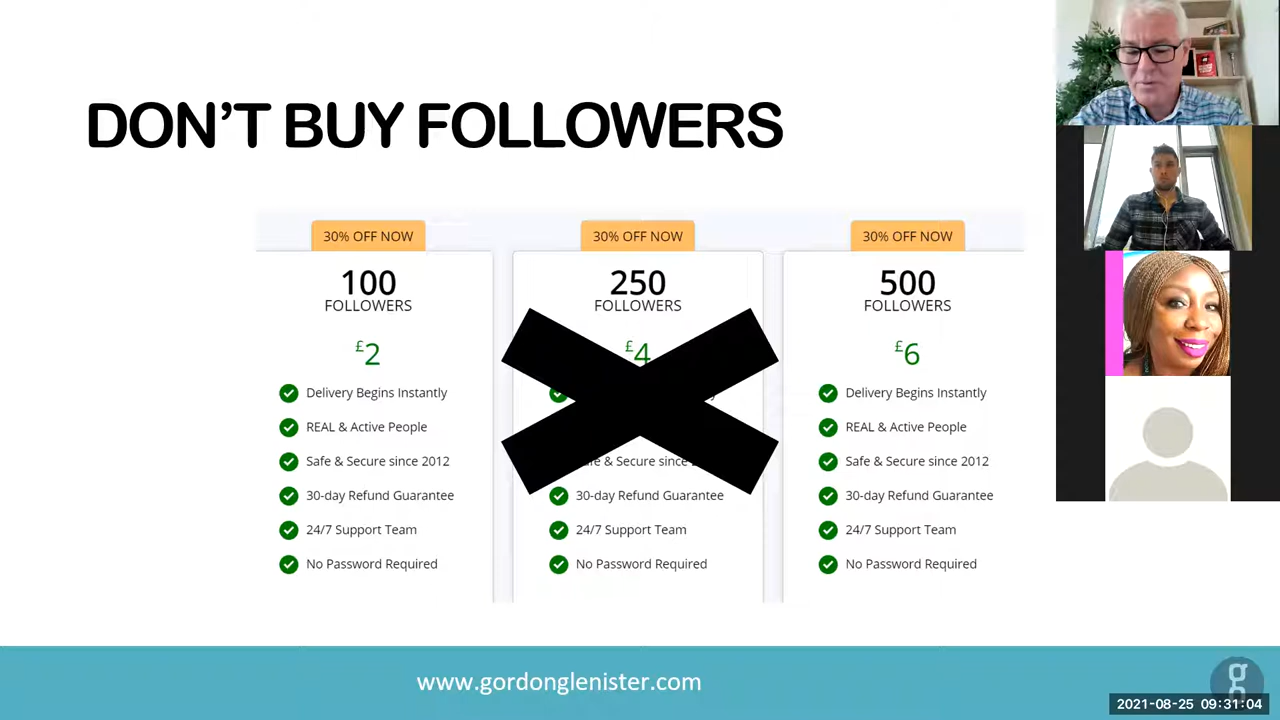 DON'T BUY FOLLOWERS
30% OFF NOW
100
FOLLOWERS
£2
Delivery Begins Instantly
REAL & Active People
Safe & Secure since 2012
30-day Refund Guarantee
24/7 Support Team
No Password Required
30% OFF NOW
250
FOLLOWERS
£4
& Secure since
30-day Refund Guarantee
24/7 Support Team
No Password Required
30% OFF NOW
500
FOLLOWERS
£6
Delivery Begins Instantly
REAL & Active People
Safe & Secure since 2012
30-day Refund Guarantee
24/7 Support Team
No Password Required
www.gordonglenister.com
g
2021-08-25 09:31:04